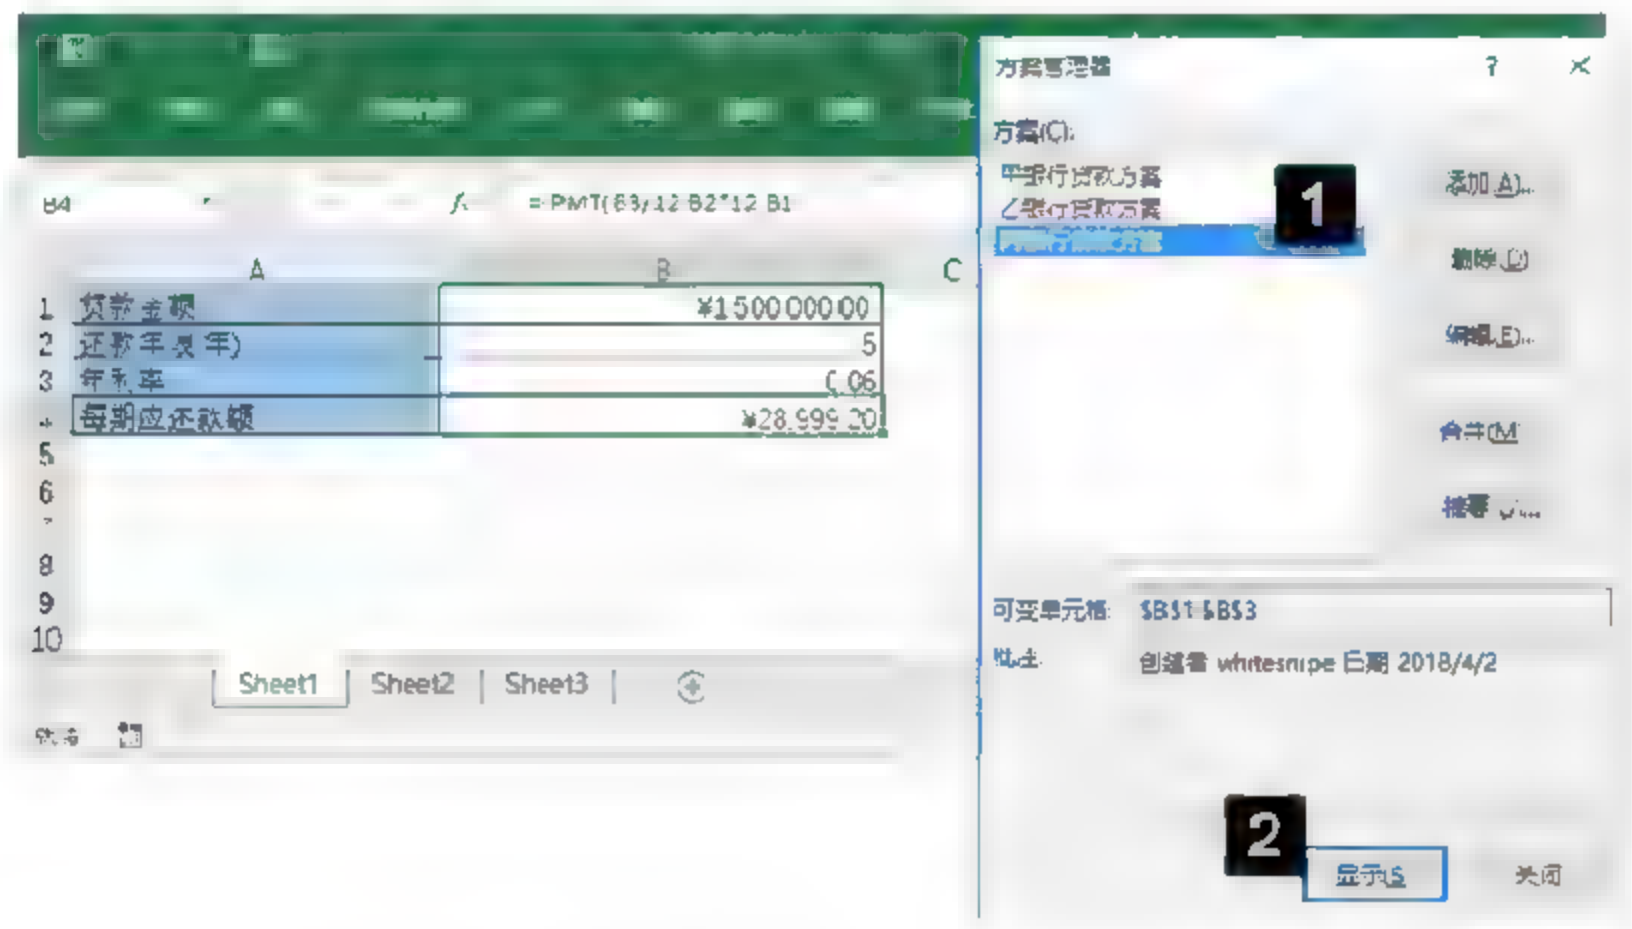 方案管理器 ? ×
方案(C):
甲银行贷款方案
乙银行贷款方案
1
添加(A)...
删除(D)
编辑(E)...
合并(M)
摘要(U)...
B4 fx =-PMT(B3/12,B2*12,B1)
A B C
1 贷款金额 ¥1500000.00
2 还款年限(年) 5
3 年利率 0.06
4 每期应还款额 ¥28,999.20
5
6
8
9
10
可变单元格: $B$1:$B$3
批注: 创建者 whitesnipe 日期 2018/4/2
Sheet1 Sheet2 Sheet3
就绪
2
显示(S) 关闭